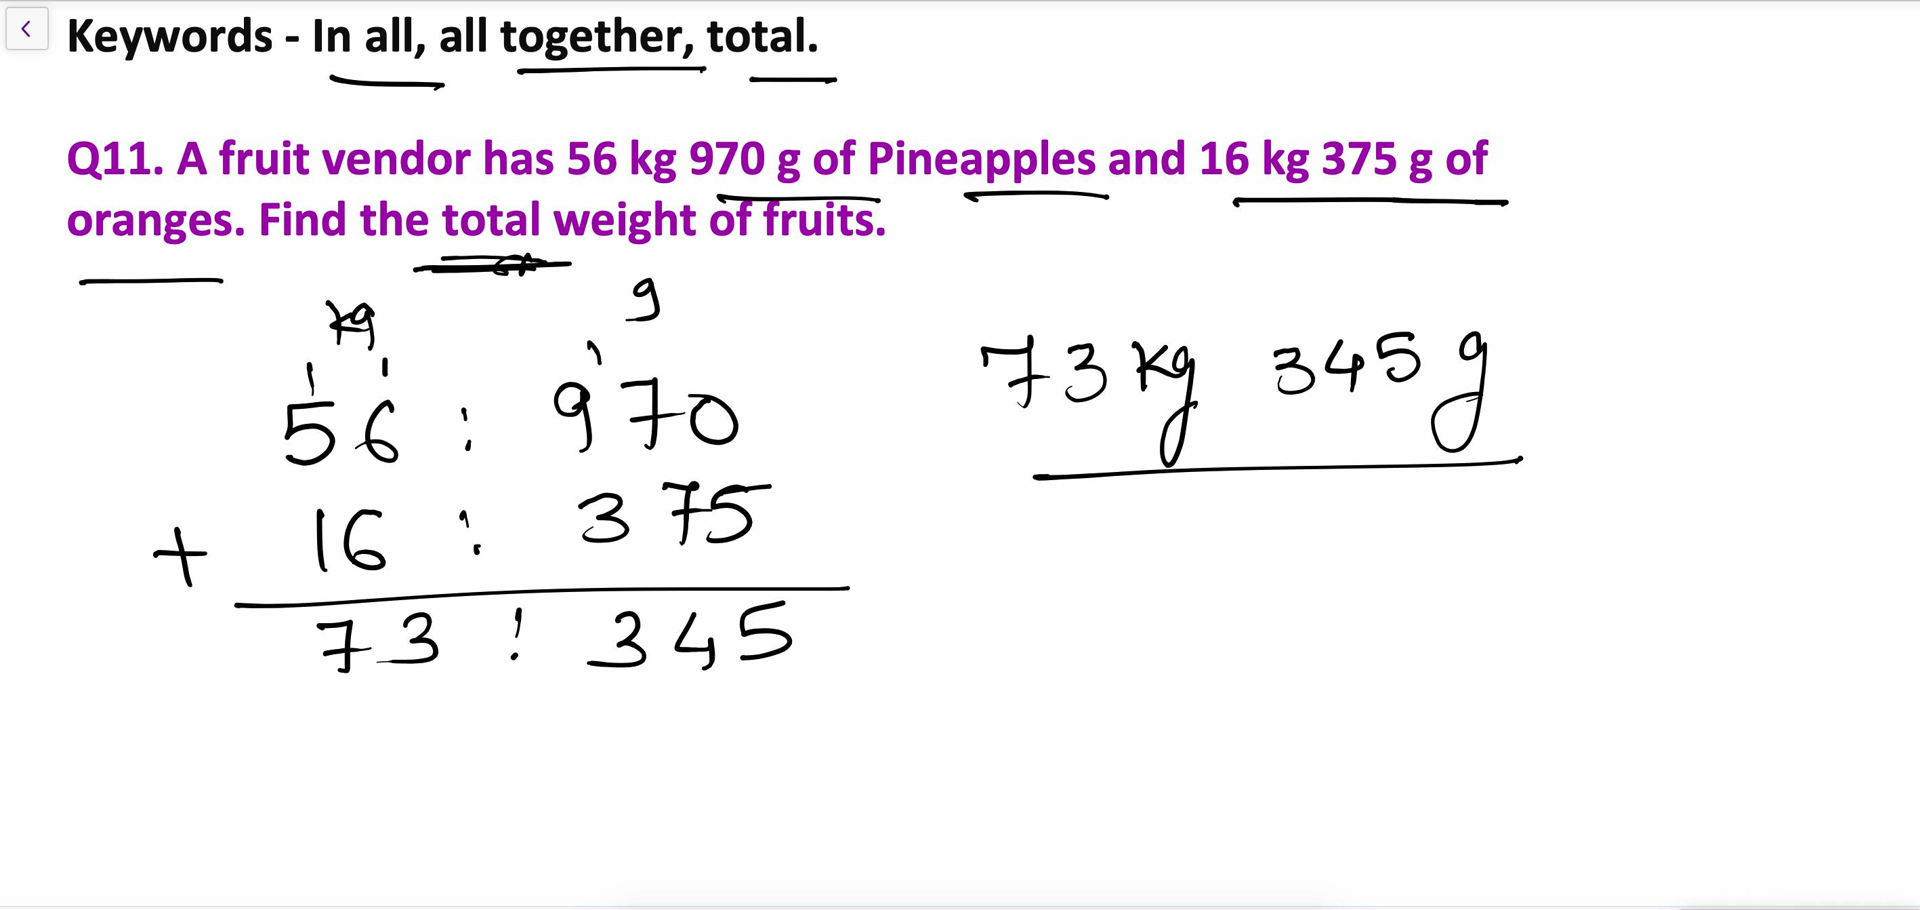 Keywords - In all, all together, total.
Q11. A fruit vendor has 56 kg 970 g of Pineapples and 16 kg 375 g of
oranges. Find the total weight of fruits.
kg g
1 1 1
56 : 970
+ 16 : 375
73 : 345
73 kg 345 g